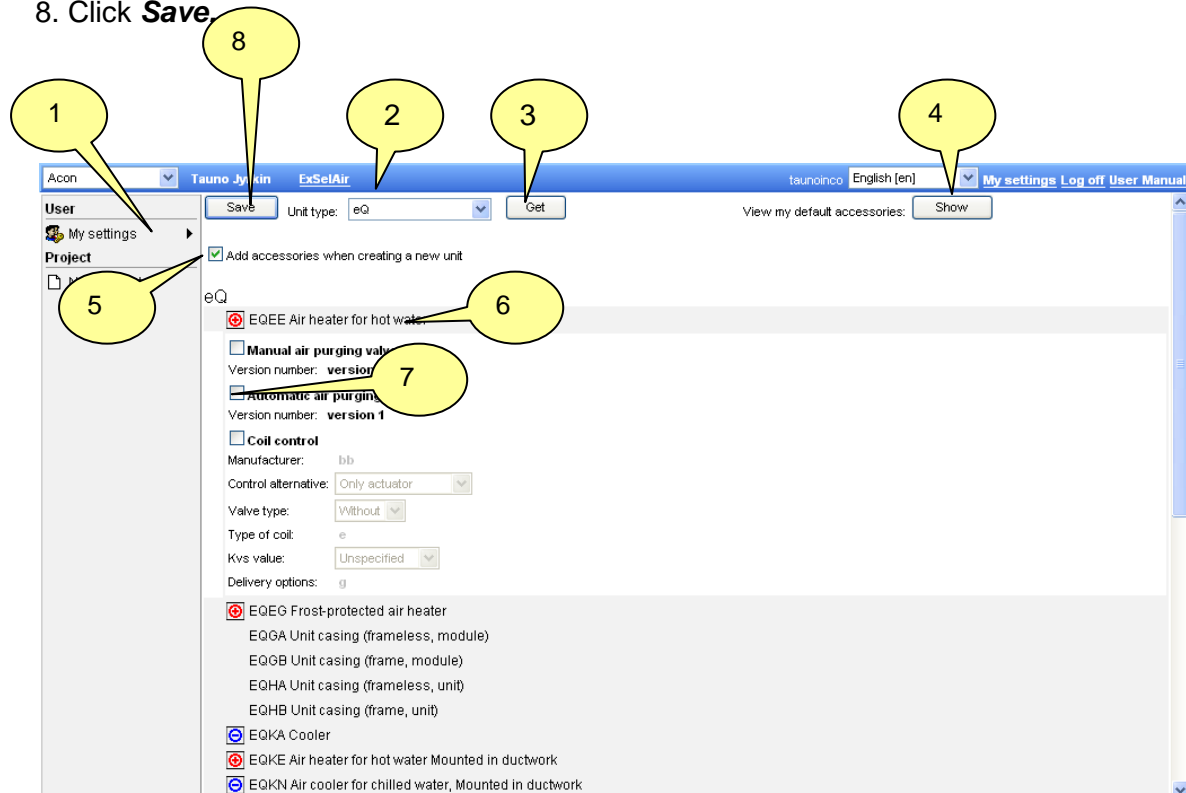 8. Click Save.
8
1
2
3
4
Acon Tauno Jyskin ExSelAir taunoinco English [en] My settings Log off User Manual
User Save Unit type: eQ Get View my default accessories: Show
My settings
Project Add accessories when creating a new unit
5
eQ
6
EQEE Air heater for hot water
Manual air purging valve
Version number: version
7
Automatic air purging
Version number: version 1
Coil control
Manufacturer: bb
Control alternative: Only actuator
Valve type: Without
Type of coil: e
Kvs value: Unspecified
Delivery options: g
EQEG Frost-protected air heater
EQGA Unit casing (frameless, module)
EQGB Unit casing (frame, module)
EQHA Unit casing (frameless, unit)
EQHB Unit casing (frame, unit)
EQKA Cooler
EQKE Air heater for hot water Mounted in ductwork
EQKN Air cooler for chilled water, Mounted in ductwork